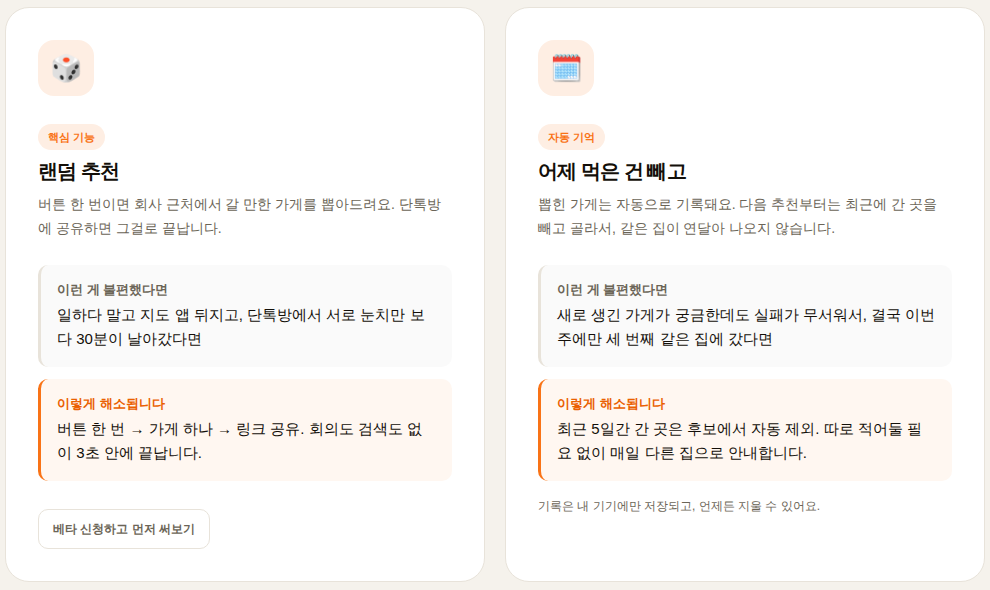 핵심 기능
랜덤 추천
버튼 한 번이면 회사 근처에서 갈 만한 가게를 뽑아드려요. 단톡방
에 공유하면 그걸로 끝납니다.
이런 게 불편했다면
일하다 말고 지도 앱 뒤지고, 단톡방에서 서로 눈치만 보
다 30분이 날아갔다면
이렇게 해소됩니다
버튼 한 번 → 가게 하나 → 링크 공유. 회의도 검색도 없
이 3초 안에 끝납니다.
베타 신청하고 먼저 써보기
자동 기억
어제 먹은 건 빼고
뽑힌 가게는 자동으로 기록돼요. 다음 추천부터는 최근에 간 곳을
빼고 골라서, 같은 집이 연달아 나오지 않습니다.
이런 게 불편했다면
새로 생긴 가게가 궁금한데도 실패가 무서워서, 결국 이번
주에만 세 번째 같은 집에 갔다면
이렇게 해소됩니다
최근 5일간 간 곳은 후보에서 자동 제외. 따로 적어둘 필
요 없이 매일 다른 집으로 안내합니다.
기록은 내 기기에만 저장되고, 언제든 지울 수 있어요.